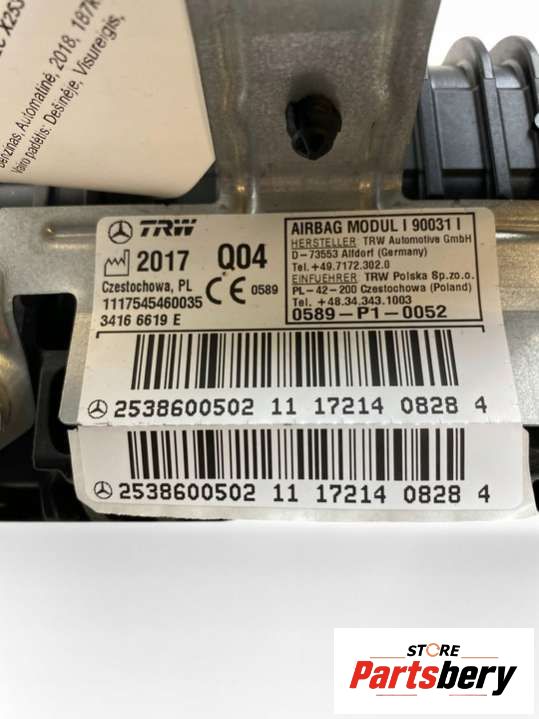 X253
Benzinas, Automatinė, 2018, 187k
Vairo padėtis: Dešinėje, Visureigis,
TRW
2017 Q04
Czestochowa, PL
1117545460035
3416 6619 E
CE 0589
AIRBAG MODUL I 90031 I
HERSTELLER TRW Automotive GmbH
D-73553 Alfdorf (Germany)
Tel.+49.7172.302.0
EINFUEHRER TRW Polska Sp.zo.o.
PL-42-200 Czestochowa (Poland)
Tel.+48.34.343.1003
0589-P1-0052
2538600502 11 17214 0828 4
2538600502 11 17214 0828 4
STORE
Partsbery